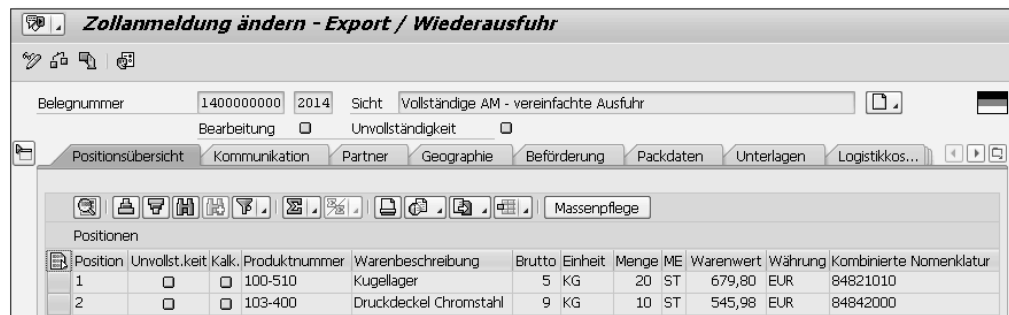 Zollanmeldung ändern - Export / Wiederausfuhr
Belegnummer 1400000000 2014 Sicht Vollständige AM - vereinfachte Ausfuhr
Bearbeitung Unvollständigkeit
Positionsübersicht Kommunikation Partner Geographie Beförderung Packdaten Unterlagen Logistikkos...
Massenpflege
Positionen
Position Unvollst.keit Kalk. Produktnummer Warenbeschreibung Brutto Einheit Menge ME Warenwert Währung Kombinierte Nomenklatur
1 100-510 Kugellager 5 KG 20 ST 679,80 EUR 84821010
2 103-400 Druckdeckel Chromstahl 9 KG 10 ST 545,98 EUR 84842000